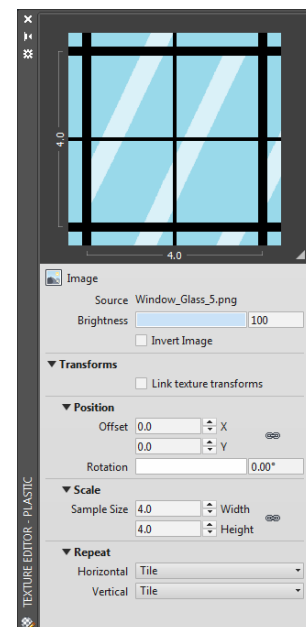 4.0
4.0
Image
Source Window_Glass_5.png
Brightness 100
Invert Image
Transforms
Link texture transforms
Position
Offset 0.0 X
0.0 Y
Rotation 0.00°
Scale
Sample Size 4.0 Width
4.0 Height
Repeat
Horizontal Tile
Vertical Tile
TEXTURE EDITOR - PLASTIC